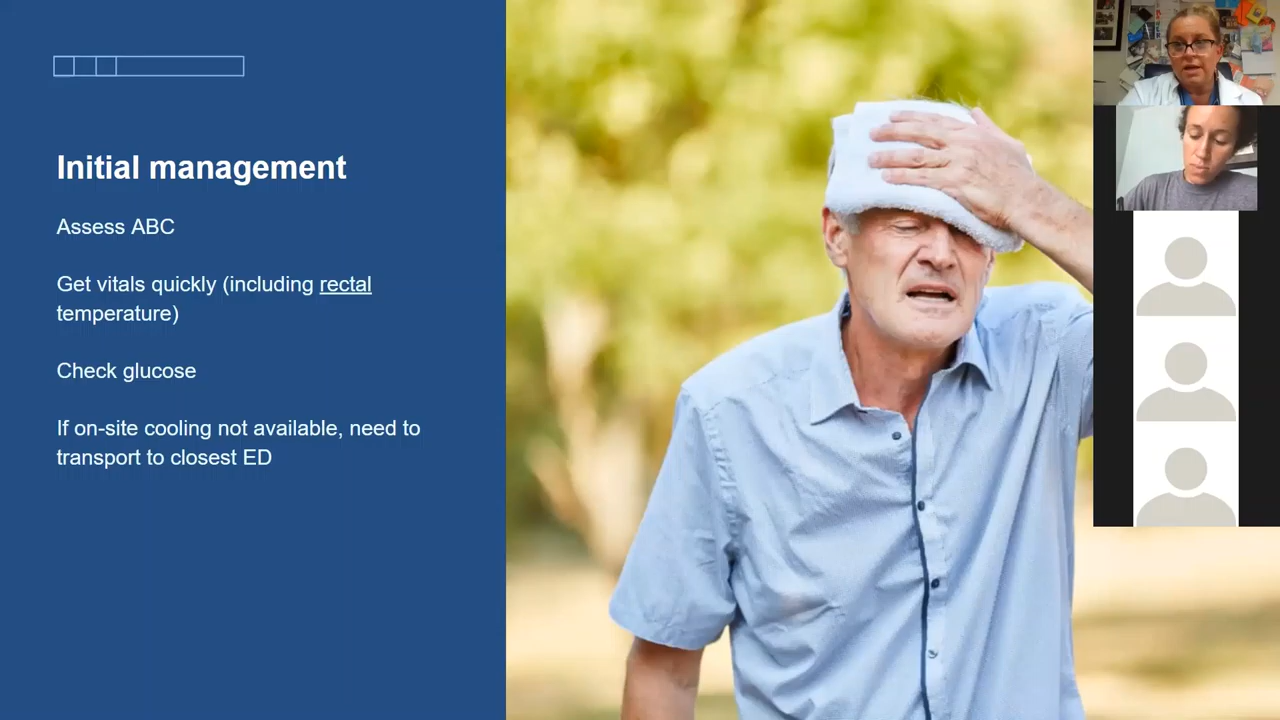 Initial management
Assess ABC
Get vitals quickly (including rectal
temperature)
Check glucose
If on-site cooling not available, need to
transport to closest ED